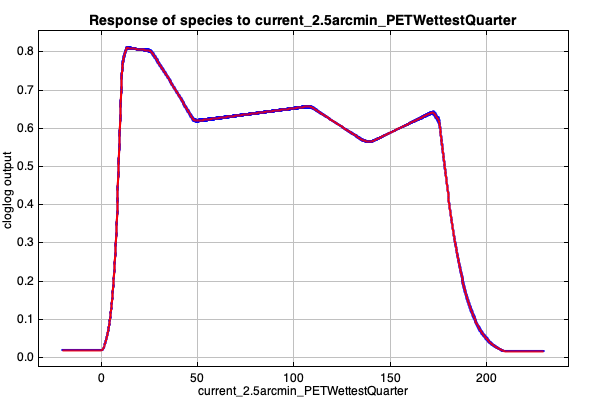 Response of species to current_2.5arcmin_PETWettestQuarter
0.8
0.7
0.6
0.5
0.4
0.3
0.2
0.1
0.0
cloglog output
0 50 100 150 200
current_2.5arcmin_PETWettestQuarter